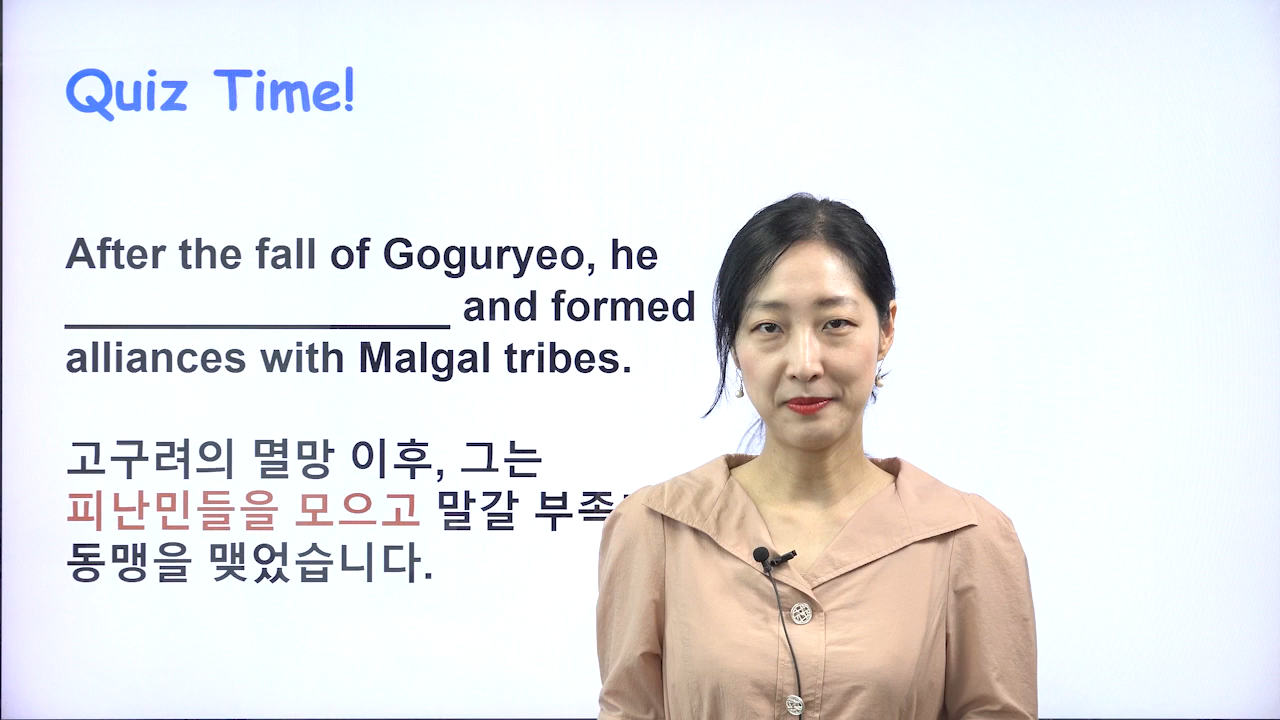 Quiz Time!
After the fall of Goguryeo, he
_________________ and formed
alliances with Malgal tribes.
고구려의 멸망 이후, 그는
피난민들을 모으고 말갈 부족
동맹을 맺었습니다.